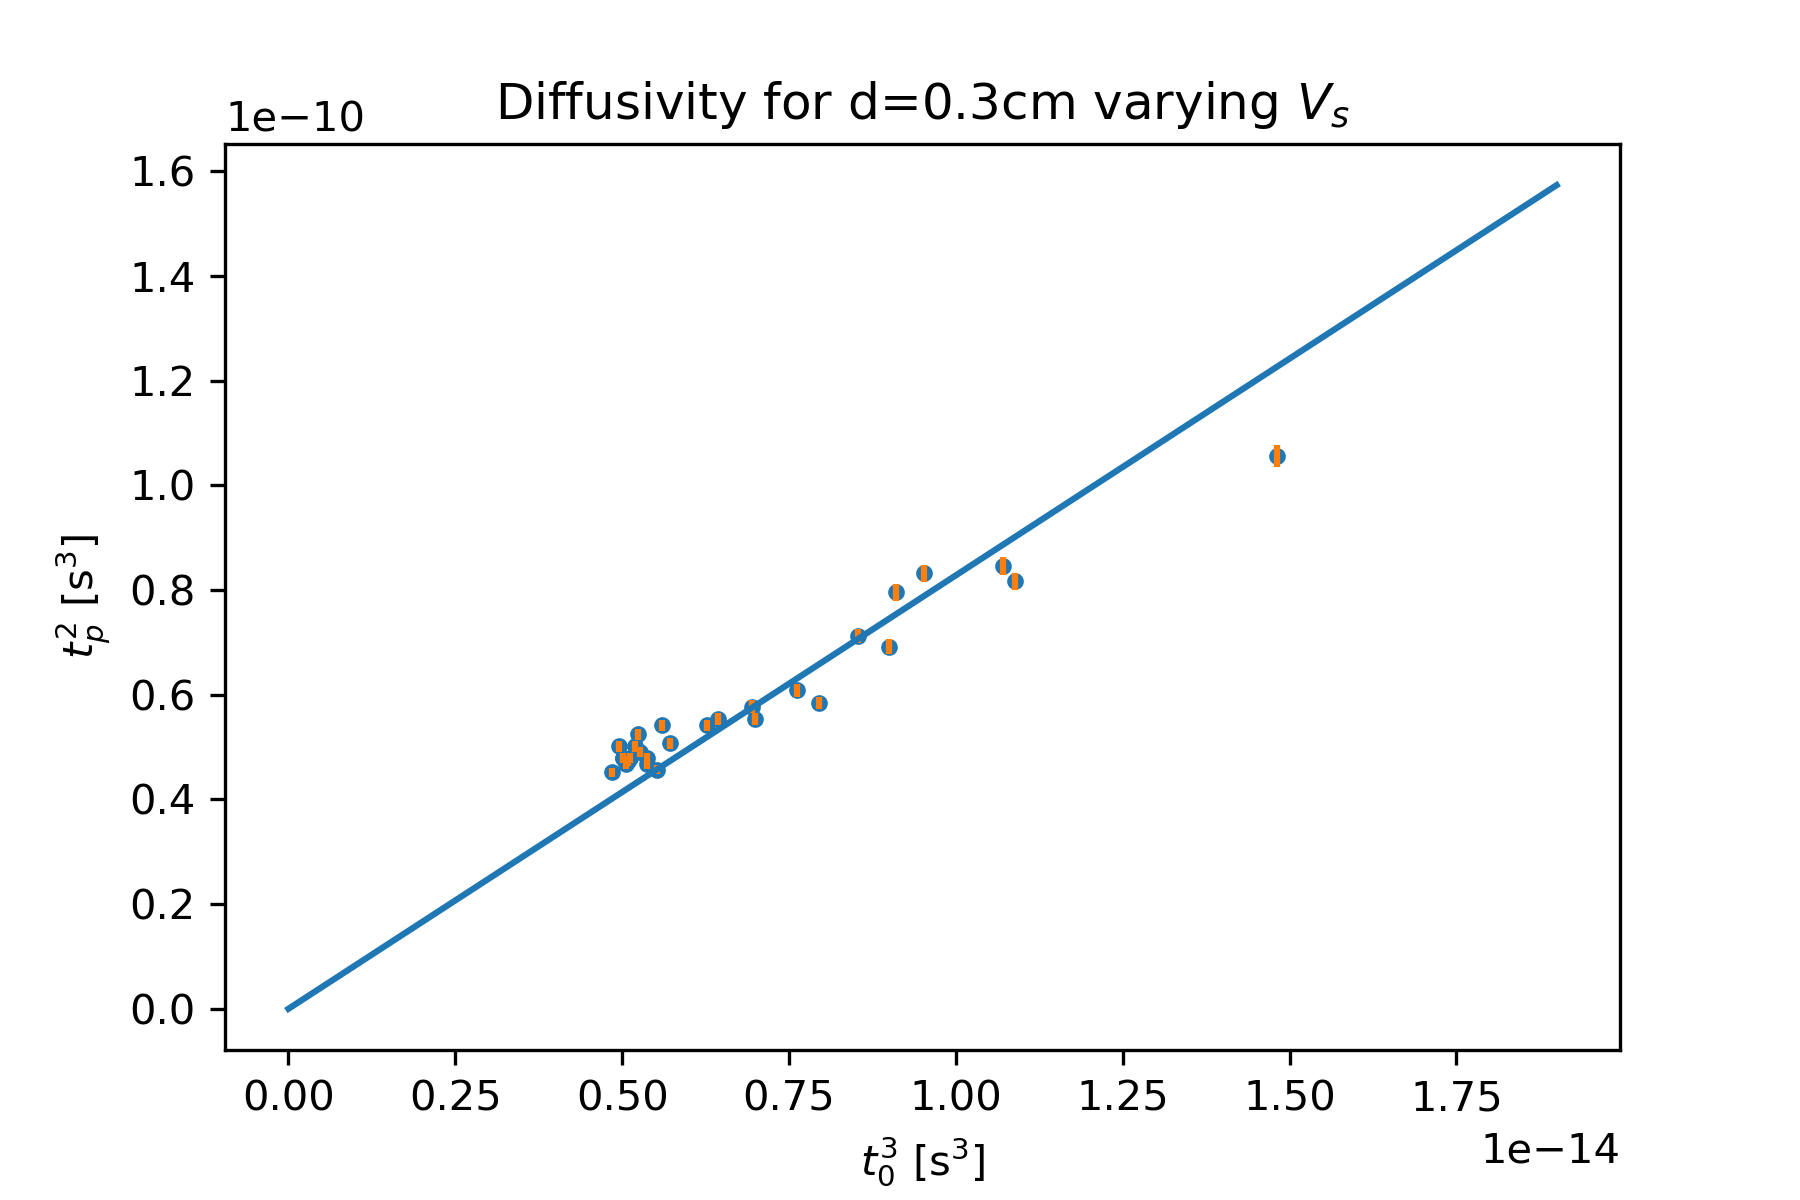 Diffusivity for d=0.3cm varying $V_s$
1e−10
1.6
1.4
1.2
1.0
0.8
0.6
0.4
0.2
0.0
$t_p^2$ [s$^3$]
0.00 0.25 0.50 0.75 1.00 1.25 1.50 1.75
1e−14
$t_0^3$ [s$^3$]